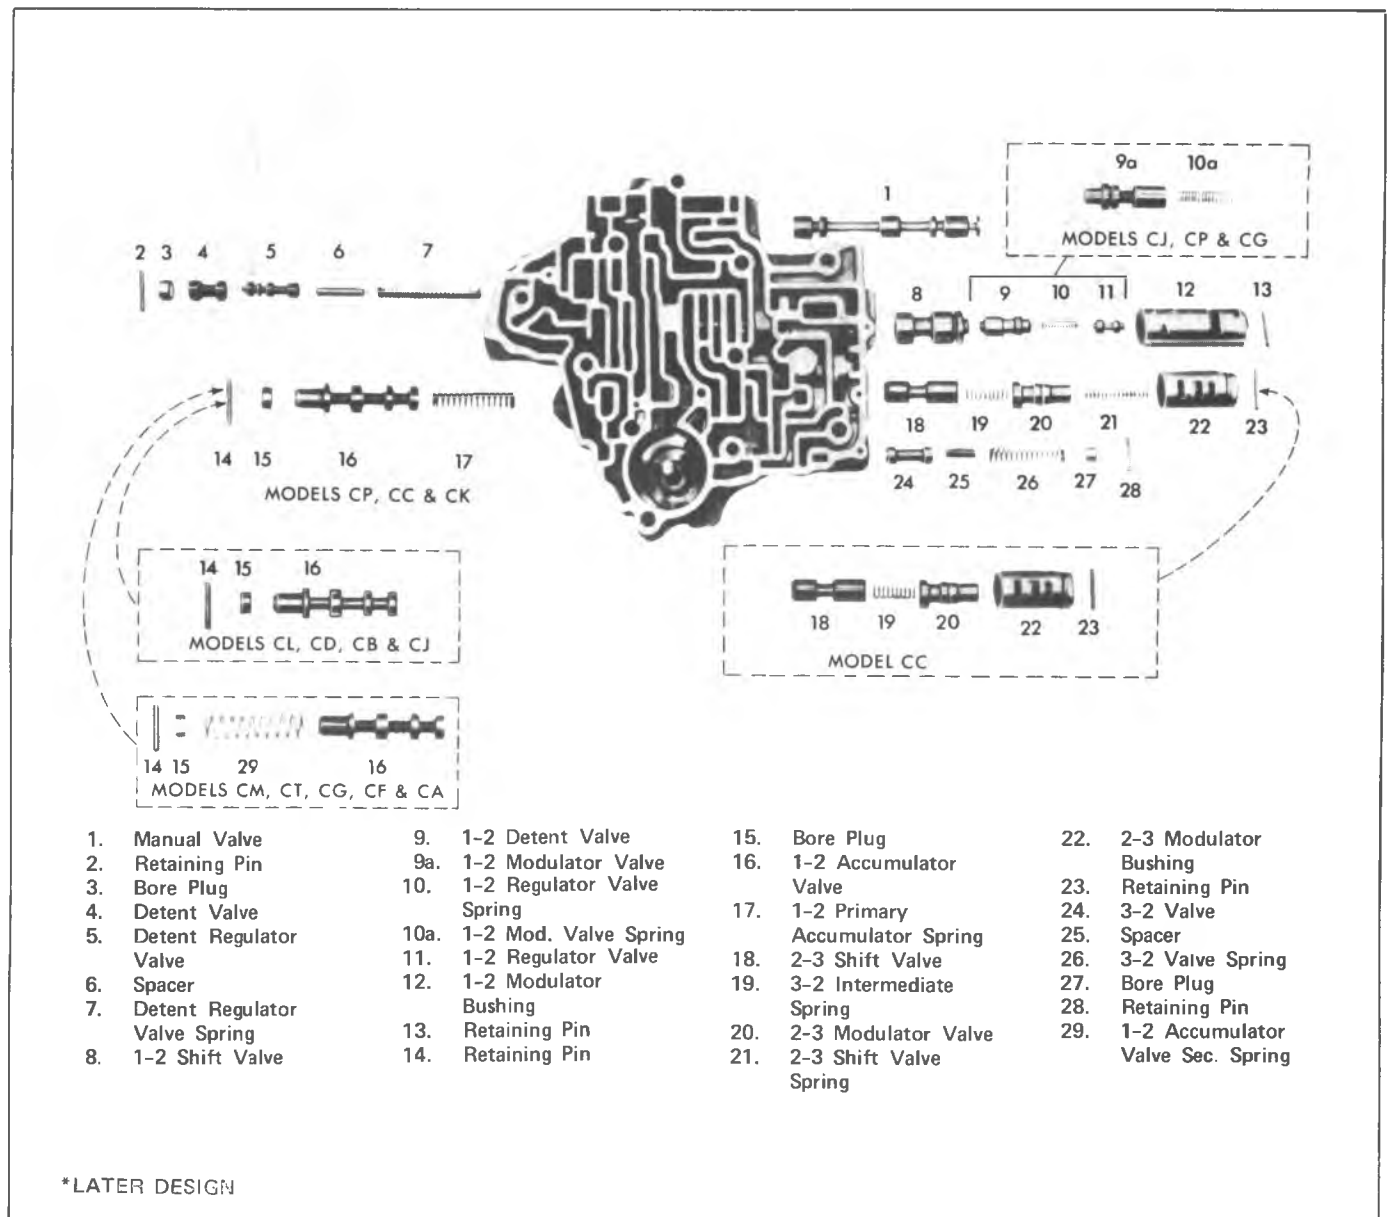 9a 10a
MODELS CJ, CP & CG
1
2 3 4 5 6 7
8 9 10 11 12 13
14 15 16 17
MODELS CP, CC & CK
18 19 20 21 22 23
24 25 26 27 28
14 15 16
MODELS CL, CD, CB & CJ
18 19 20 22 23
MODEL CC
14 15 29 16
MODELS CM, CT, CG, CF & CA
1. Manual Valve
2. Retaining Pin
3. Bore Plug
4. Detent Valve
5. Detent Regulator
Valve
6. Spacer
7. Detent Regulator
Valve Spring
8. 1-2 Shift Valve
9. 1-2 Detent Valve
9a. 1-2 Modulator Valve
10. 1-2 Regulator Valve
Spring
10a. 1-2 Mod. Valve Spring
11. 1-2 Regulator Valve
12. 1-2 Modulator
Bushing
13. Retaining Pin
14. Retaining Pin
15. Bore Plug
16. 1-2 Accumulator
Valve
17. 1-2 Primary
Accumulator Spring
18. 2-3 Shift Valve
19. 3-2 Intermediate
Spring
20. 2-3 Modulator Valve
21. 2-3 Shift Valve
Spring
22. 2-3 Modulator
Bushing
23. Retaining Pin
24. 3-2 Valve
25. Spacer
26. 3-2 Valve Spring
27. Bore Plug
28. Retaining Pin
29. 1-2 Accumulator
Valve Sec. Spring
*LATER DESIGN